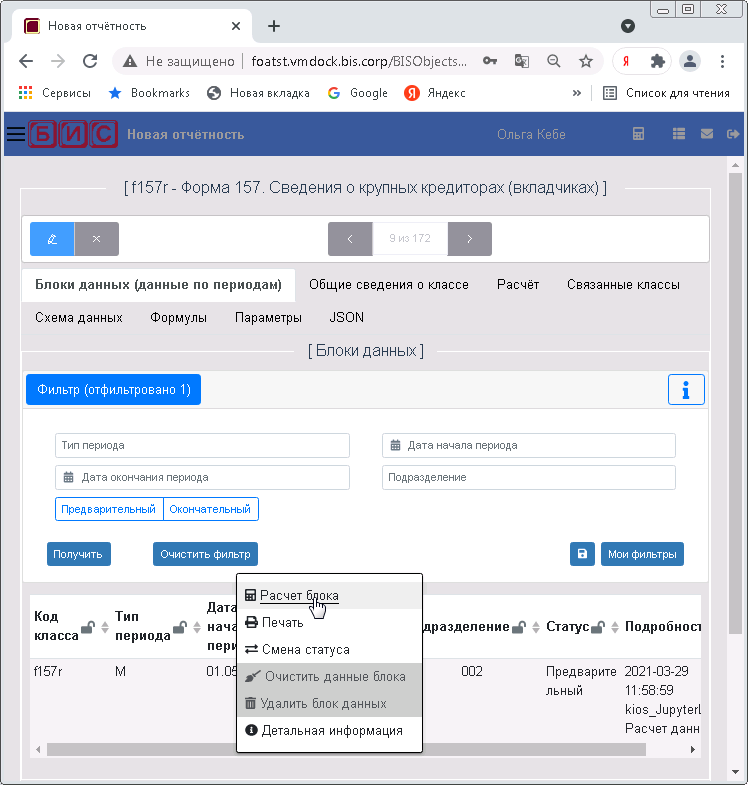 Новая отчётность
Не защищено
foatst.vmdock.bis.corp/BISObjects...
Я
Сервисы
Bookmarks
Новая вкладка
Google
Я
Яндекс
»
Список для чтения
БИС
Новая отчётность
Ольга Кебе
[ f157r - Форма 157. Сведения о крупных кредиторах (вкладчиках) ]
9 из 172
Блоки данных (данные по периодам)
Общие сведения о классе
Расчёт
Связанные классы
Схема данных
Формулы
Параметры
JSON
[ Блоки данных ]
Фильтр (отфильтровано 1)
Тип периода
Дата начала периода
Дата окончания периода
Подразделение
Предварительный
Окончательный
Получить
Очистить фильтр
Мои фильтры
Код класса
Тип периода
Дата
нача
пери
дразделение
Статус
Подробност
f157r
М
01.05
002
Предварите
льный
2021-03-29
11:58:59
kios_Jupyterl
Расчет данн
Расчет блока
Печать
Смена статуса
Очистить данные блока
Удалить блок данных
Детальная информация